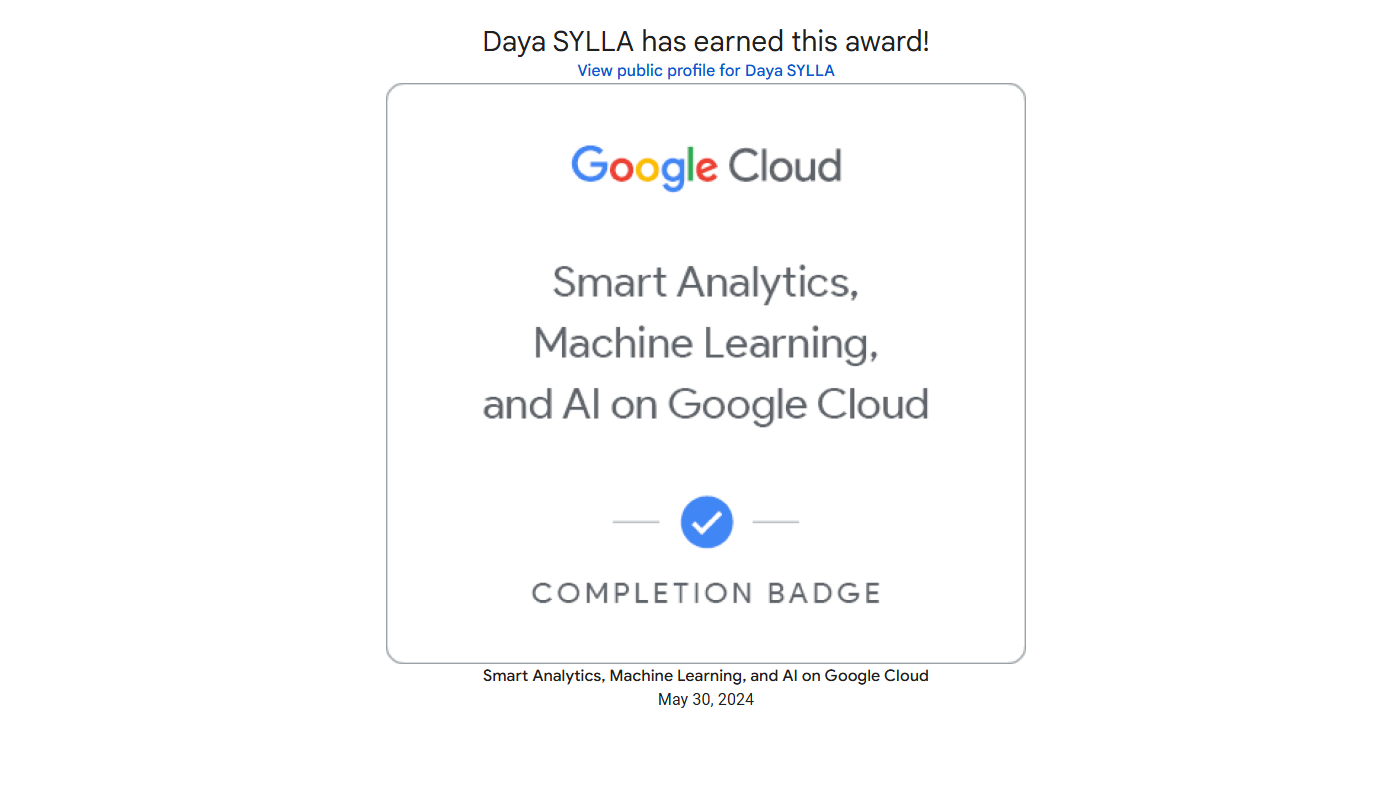 Daya SYLLA has earned this award!
View public profile for Daya SYLLA
Google Cloud
Smart Analytics,
Machine Learning,
and AI on Google Cloud
COMPLETION BADGE
Smart Analytics, Machine Learning, and AI on Google Cloud
May 30, 2024